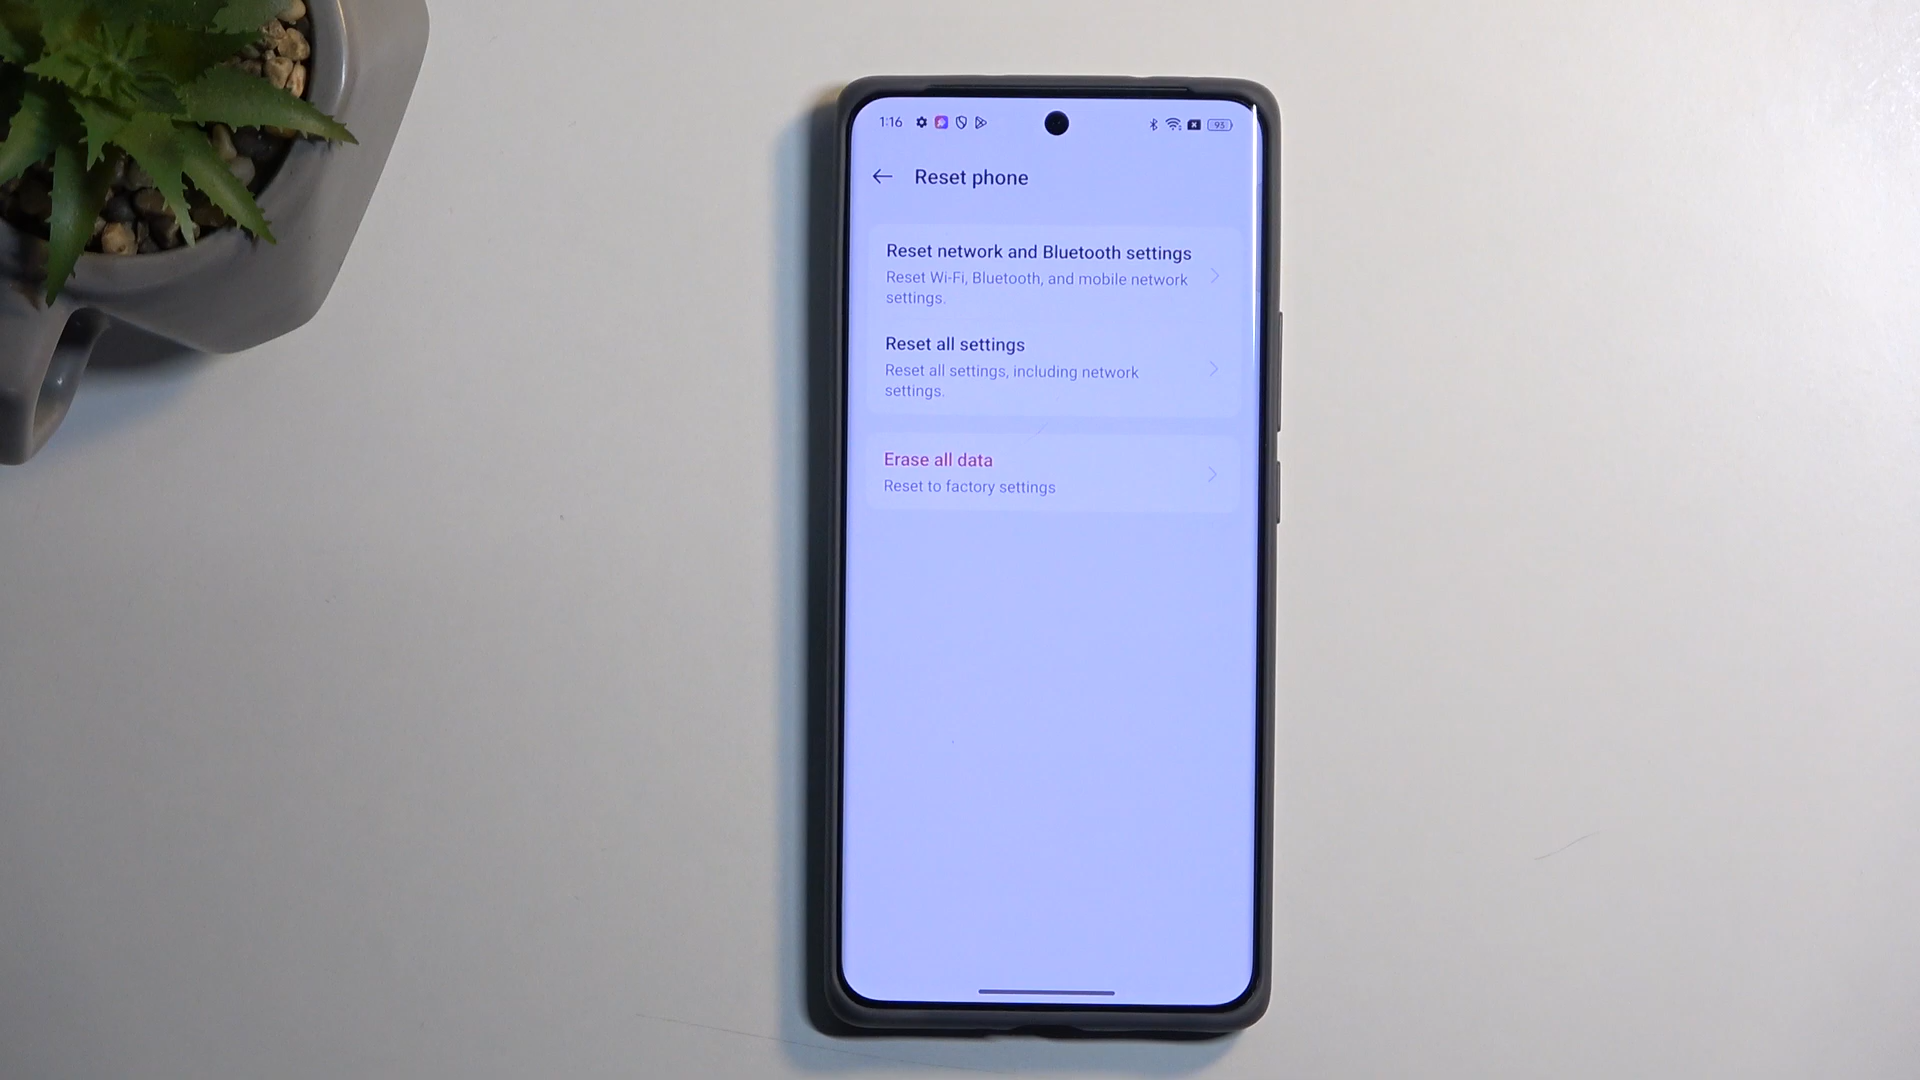 1:16
93
Reset phone
Reset network and Bluetooth settings
Reset Wi-Fi, Bluetooth, and mobile network
settings.
Reset all settings
Reset all settings, including network
settings.
Erase all data
Reset to factory settings